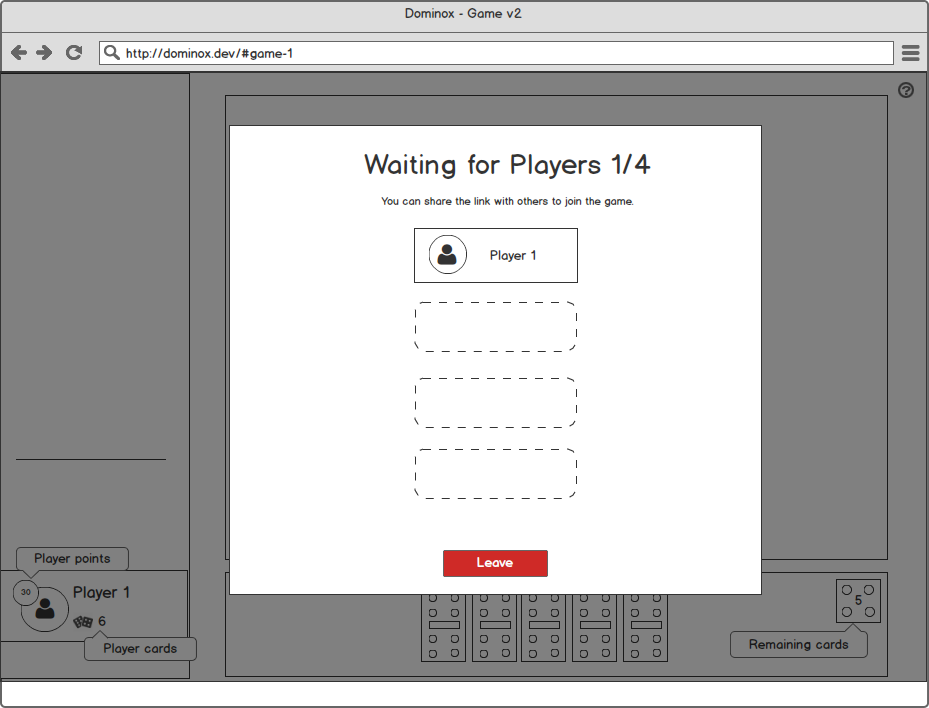 Dominox - Game v2
http://dominox.dev/#game-1
Waiting for Players 1/4
You can share the link with others to join the game.
Player 1
Leave
Player points
30
Player 1
6
Player cards
5
Remaining cards